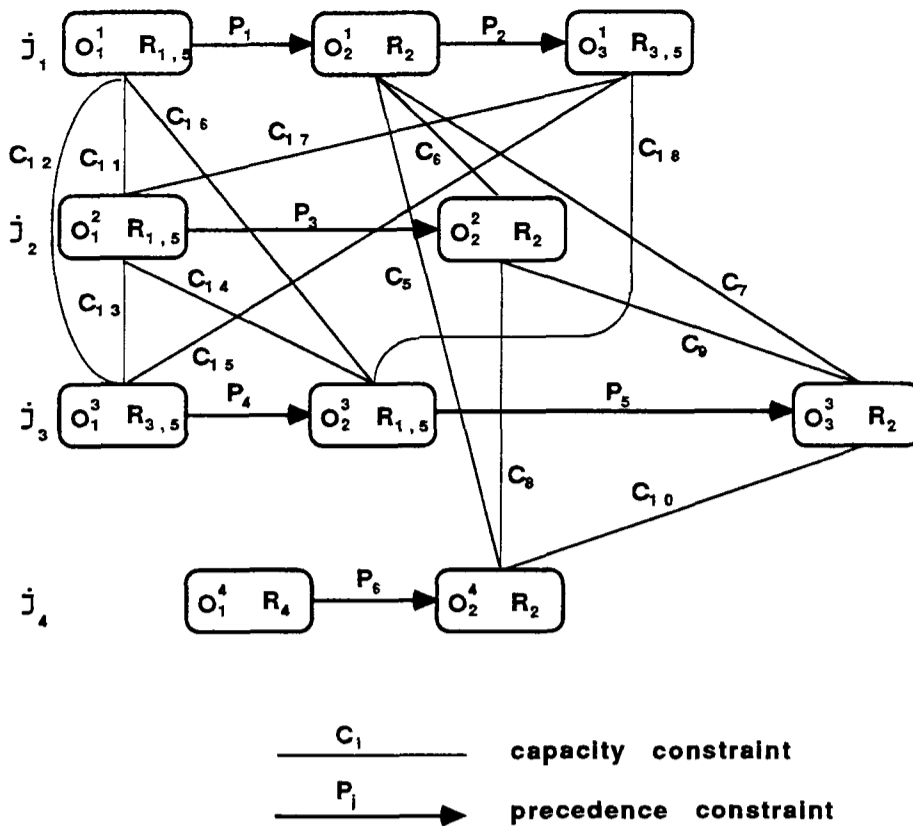 P₁ P₂
j₁ O₁¹ R₁,₅ O₂¹ R₂ O₃¹ R₃,₅
C₁₂ C₁₁ C₁₆ C₁₇ C₆ C₁₈
P₃
j₂ O₁² R₁,₅ O₂² R₂
C₁₃ C₁₄ C₅ C₇
C₉
C₁₅
P₄ P₅
j₃ O₁³ R₃,₅ O₂³ R₁,₅ O₃³ R₂
C₈ C₁₀
P₆
j₄ O₁⁴ R₄ O₂⁴ R₂
Cᵢ capacity constraint
Pⱼ precedence constraint